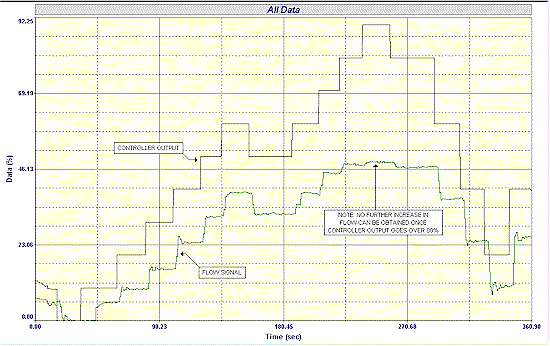 All Data
92.25
69.19
46.13
23.06
0.00
Data (%)
CONTROLLER OUTPUT
NOTE: NO FURTHER INCREASE IN
FLOW CAN BE OBTAINED ONCE
CONTROLLER OUTPUT GOES OVER 80%.
FLOW SIGNAL
0.00
90.23
180.45
270.68
360.90
Time (sec)